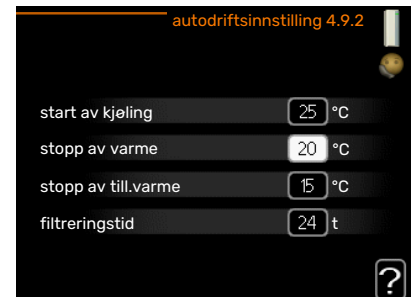 autodriftsinnstilling 4.9.2
start av kjøling 25 °C
stopp av varme 20 °C
stopp av till.varme 15 °C
filtreringstid 24 t
?